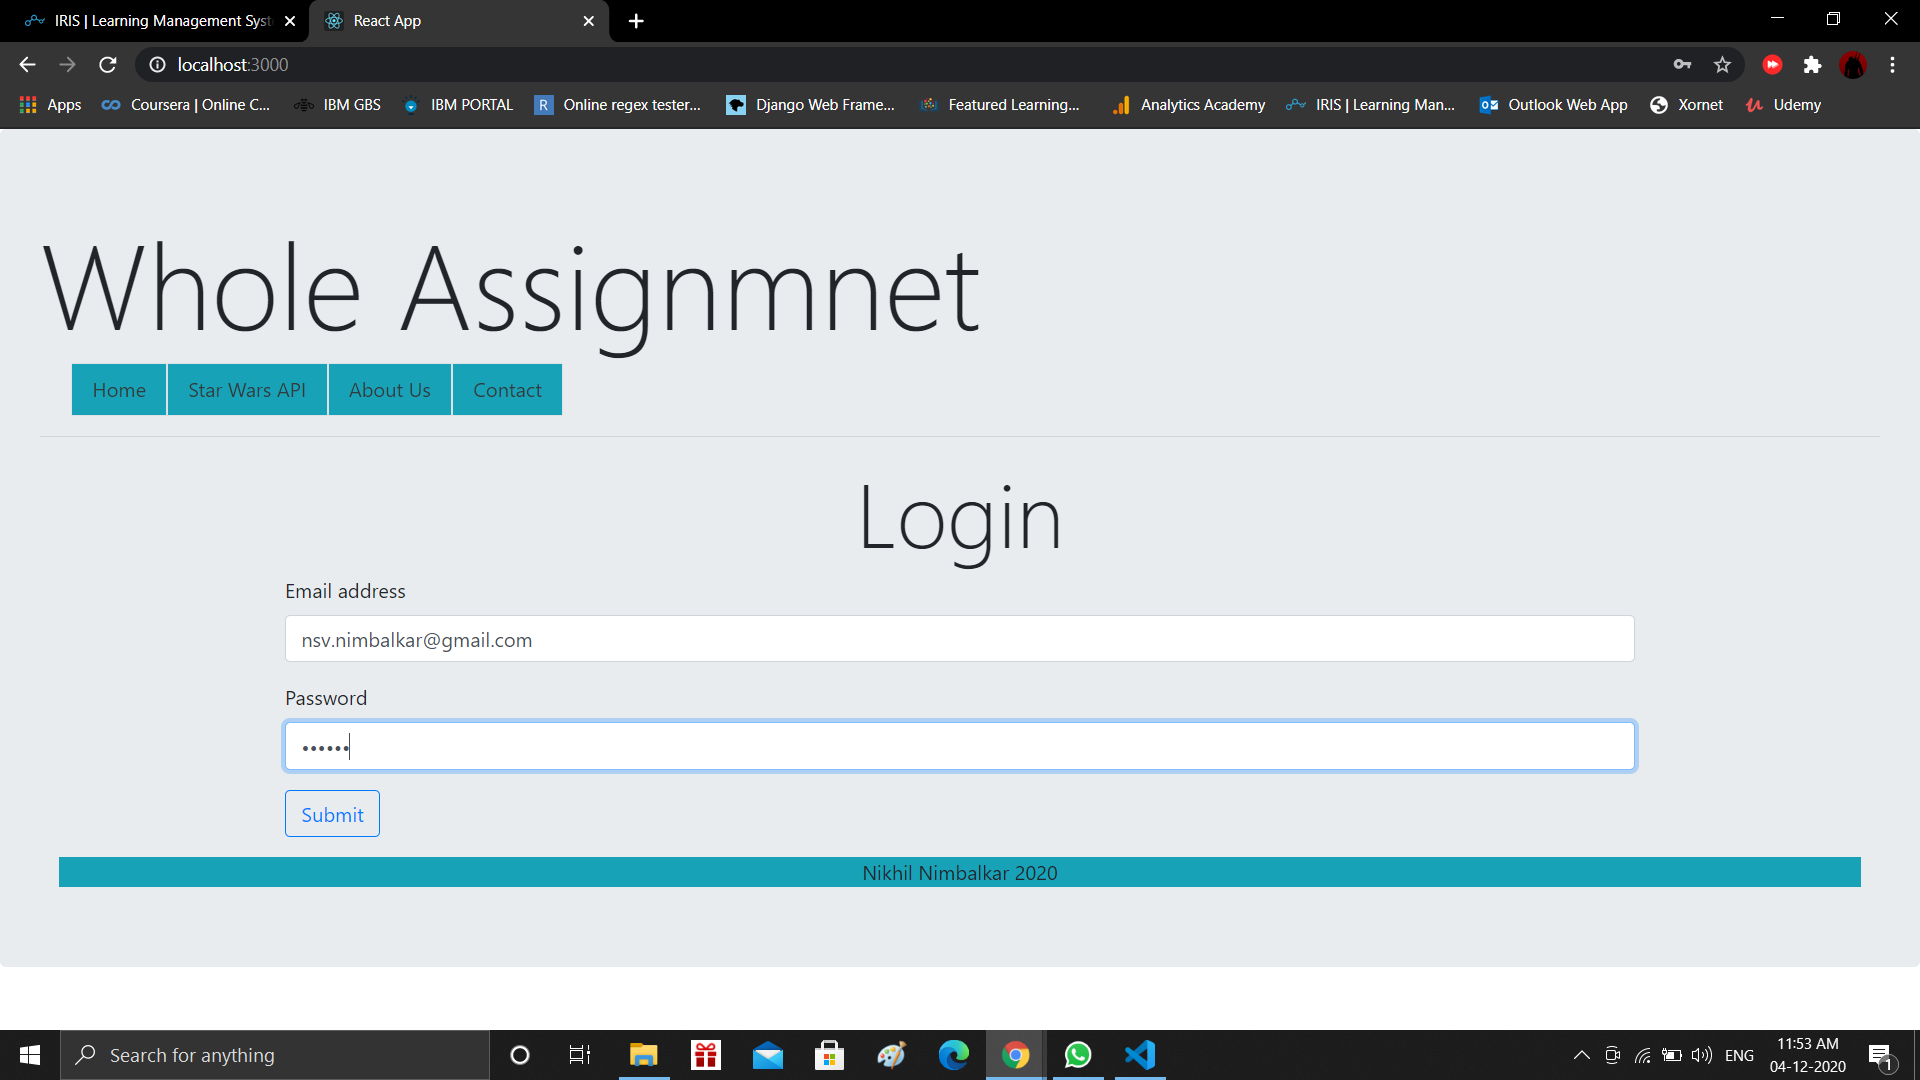 IRIS | Learning Management Syst
React App
localhost:3000
Apps
Coursera | Online C...
IBM GBS
IBM PORTAL
R
Online regex tester...
Django Web Frame...
Featured Learning...
Analytics Academy
IRIS | Learning Man...
Outlook Web App
Xornet
Udemy
Whole Assignmnet
Home
Star Wars API
About Us
Contact
Login
Email address
nsv.nimbalkar@gmail.com
Password
••••••
Submit
Nikhil Nimbalkar 2020
Search for anything
ENG
11:53 AM
04-12-2020
1